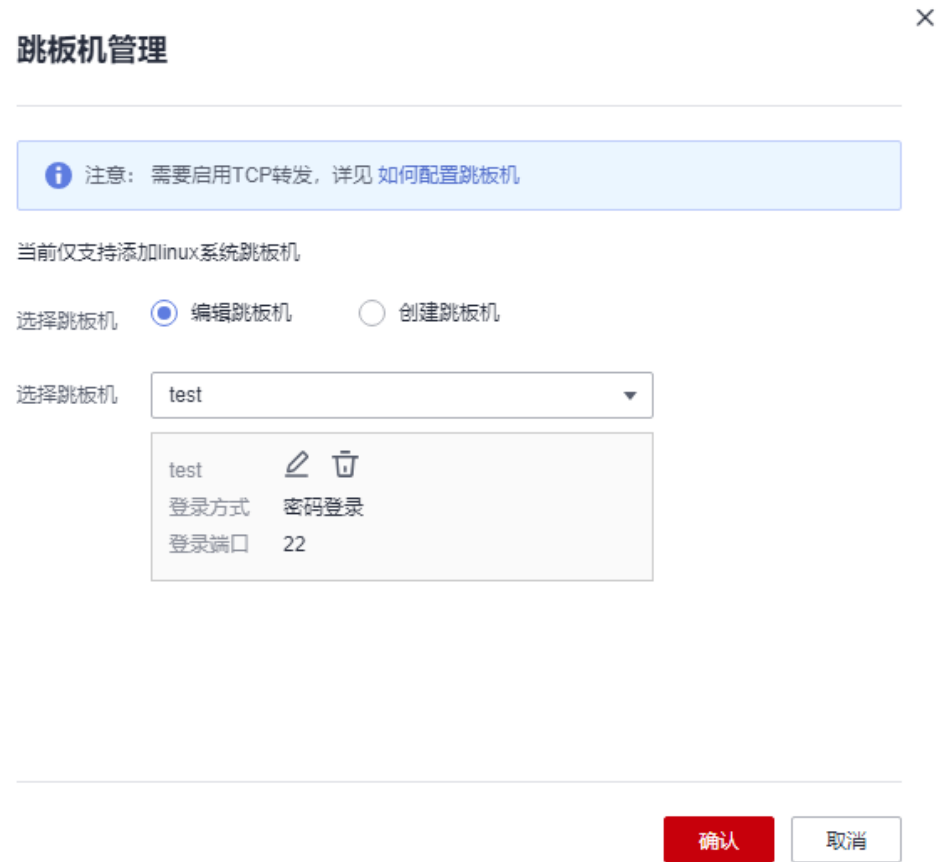 跳板机管理
注意： 需要启用TCP转发，详见 如何配置跳板机
当前仅支持添加linux系统跳板机
选择跳板机 编辑跳板机 创建跳板机
选择跳板机 test
test
登录方式 密码登录
登录端口 22
确认 取消